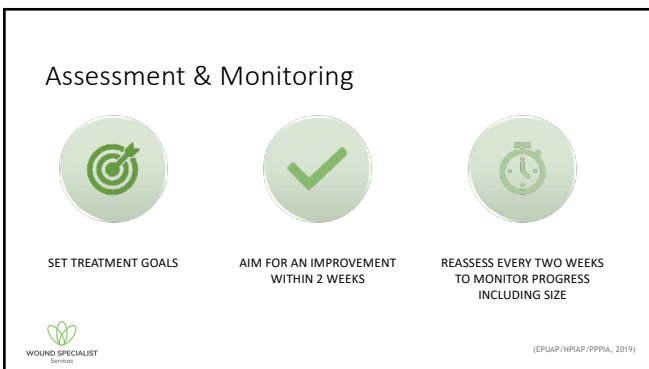 Assessment & Monitoring
SET TREATMENT GOALS
AIM FOR AN IMPROVEMENT
WITHIN 2 WEEKS
REASSESS EVERY TWO WEEKS
TO MONITOR PROGRESS
INCLUDING SIZE
WOUND SPECIALIST
Services
(EPUAP/NPIAP/PPPIA, 2019)